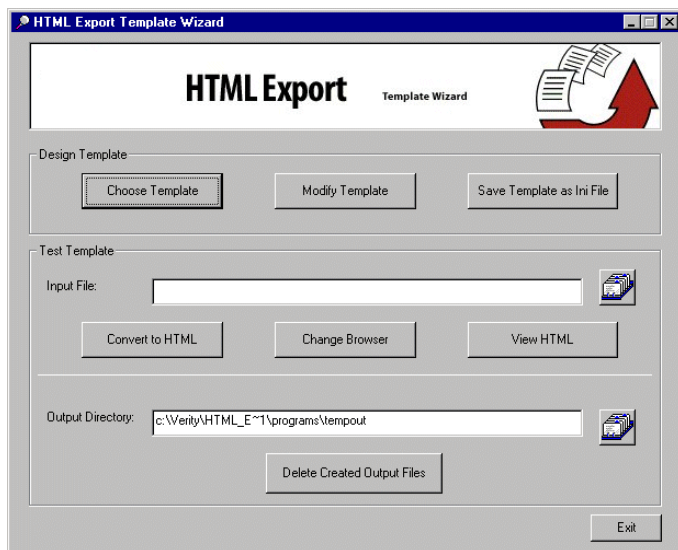 HTML Export Template Wizard
HTML Export Template Wizard
Design Template
Choose Template Modify Template Save Template as Ini File
Test Template
Input File:
Convert to HTML Change Browser View HTML
Output Directory: c:\Verity\HTML_E~1\programs\tempout
Delete Created Output Files
Exit